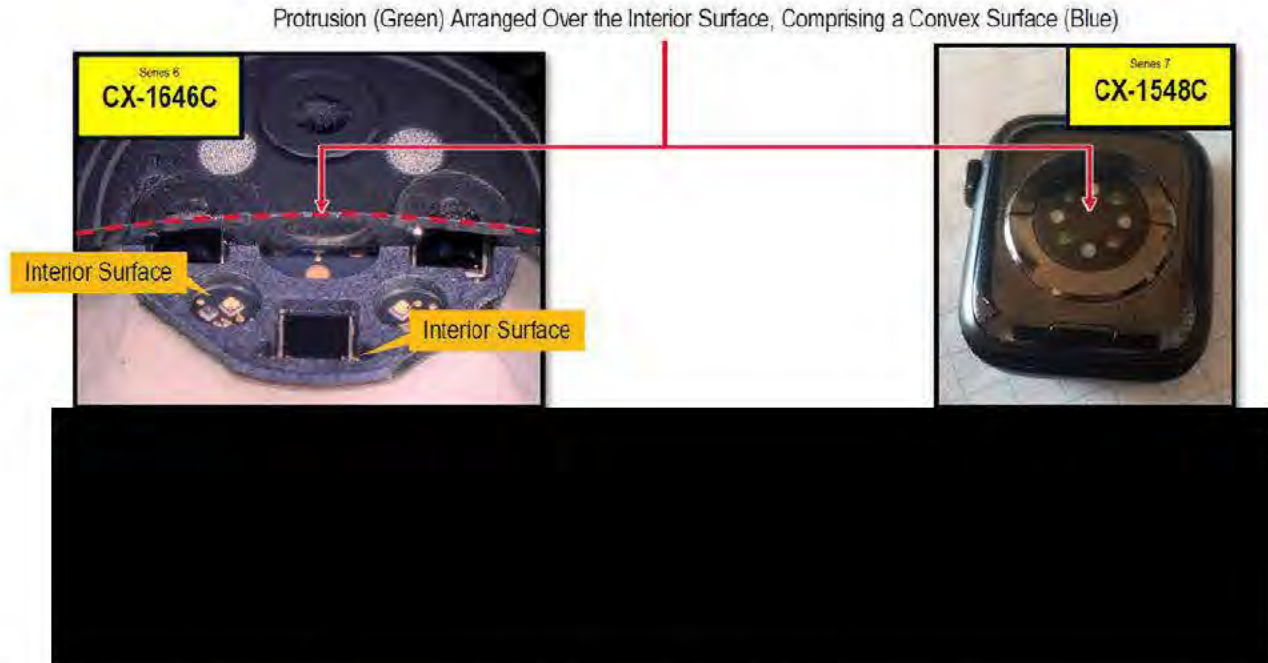 Protrusion (Green) Arranged Over the Interior Surface, Comprising a Convex Surface (Blue)
Series 6
CX-1646C
Series 7
CX-1548C
Interior Surface
Interior Surface